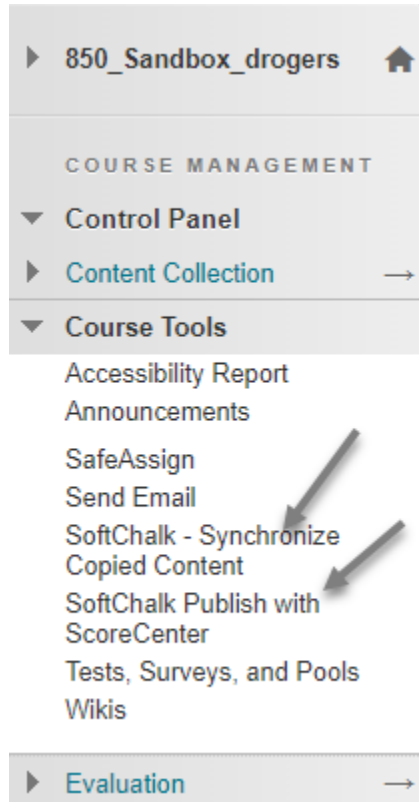 850_Sandbox_drogers
COURSE MANAGEMENT
Control Panel
Content Collection
Course Tools
Accessibility Report
Announcements
SafeAssign
Send Email
SoftChalk - Synchronize
Copied Content
SoftChalk Publish with
ScoreCenter
Tests, Surveys, and Pools
Wikis
Evaluation